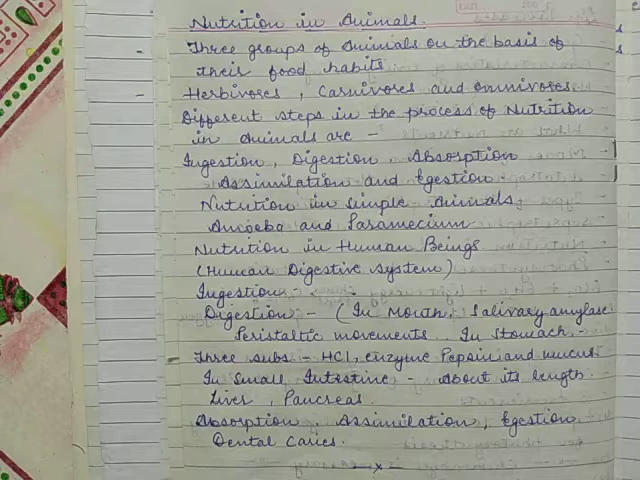 Nutrition in Animals.
Three groups of Animals on the basis of
their food habits
Herbivores, Carnivores and omnivores.
Different steps in the process of Nutrition
in animals are -
Ingestion, Digestion, Absorption
Assimilation and Egestion
Nutrition in simple Animals
Amoeba and Paramecium
Nutrition in Human Beings
(Human Digestive System)
Ingestion -
Digestion - (In Mouth, Salivary amylase
Peristaltic movements. In Stomach -
Three subs - HCl, enzyme Pepsin and mucus.
In Small Intestine - About its length.
Liver, Pancreas.
Absorption, Assimilation, Egestion.
Dental Caries.
—x—